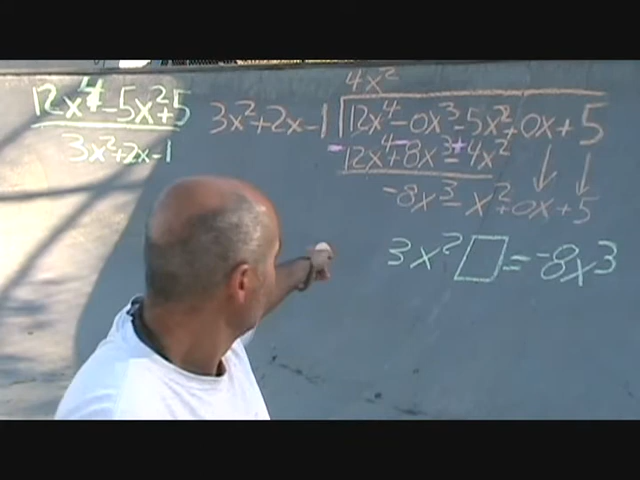 12x⁴-5x²+5
3x²+2x-1
4x²
3x²+2x-1 12x⁴-0x³-5x²+0x+5
- 12x⁴+8x³-4x²
- - +
-8x³-x²+0x+5
3x² □ = -8x³